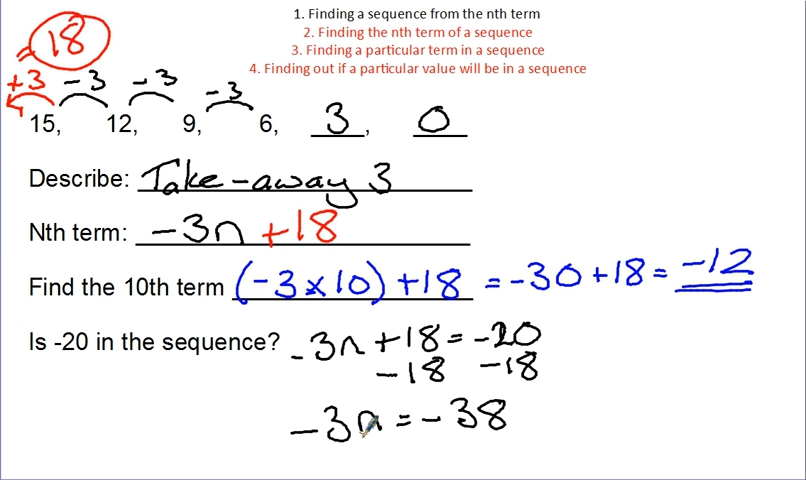 1. Finding a sequence from the nth term
2. Finding the nth term of a sequence
3. Finding a particular term in a sequence
4. Finding out if a particular value will be in a sequence
= 18
+3 -3 -3 -3
15, 12, 9, 6, 3, 0
Describe: Take-away 3
Nth term: -3n +18
Find the 10th term (-3 × 10) +18 = -30 +18 = -12
Is -20 in the sequence? -3n +18 = -20
-18 -18
-3n = -38